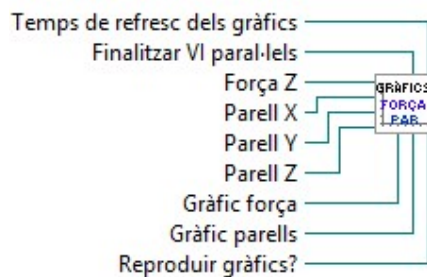 Temps de refresc dels gràfics
Finalitzar VI paral·lels
Força Z
Parell X
Parell Y
Parell Z
Gràfic força
Gràfic parells
Reproduir gràfics?
GRÀFICS
FORÇA
PAR.